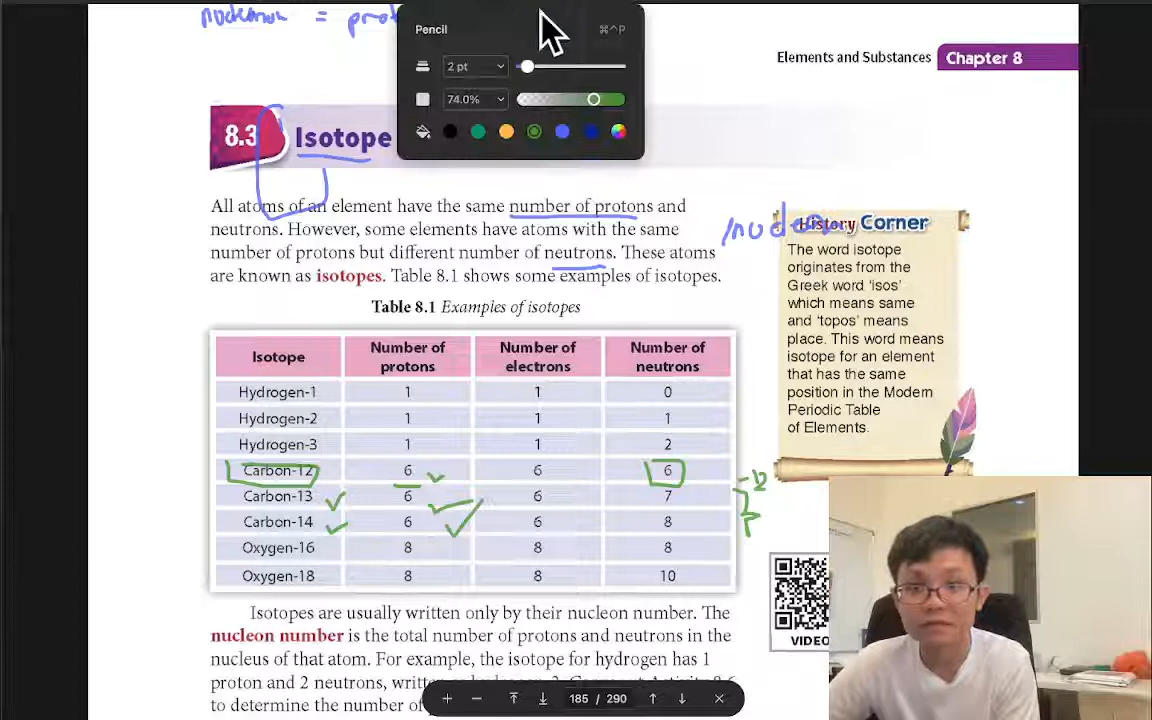 nucleon = prot
Pencil ⌘^P
2 pt
74.0%
Elements and Substances Chapter 8
8.3 Isotope
All atoms of an element have the same number of protons and
neutrons. However, some elements have atoms with the same
number of protons but different number of neutrons. These atoms
are known as isotopes. Table 8.1 shows some examples of isotopes.
nucleon
History Corner
The word isotope
originates from the
Greek word ‘isos’
which means same
and ‘topos’ means
place. This word means
isotope for an element
that has the same
position in the Modern
Periodic Table
of Elements.
Table 8.1 Examples of isotopes
Isotope Number of protons Number of electrons Number of neutrons
Hydrogen-1 1 1 0
Hydrogen-2 1 1 1
Hydrogen-3 1 1 2
Carbon-12 6 6 6
Carbon-13 6 6 7
Carbon-14 6 6 8
Oxygen-16 8 8 8
Oxygen-18 8 8 10
VIDEO
Isotopes are usually written only by their nucleon number. The
nucleon number is the total number of protons and neutrons in the
nucleus of that atom. For example, the isotope for hydrogen has 1
proton and 2 neutrons,
to determine the number of
185 / 290